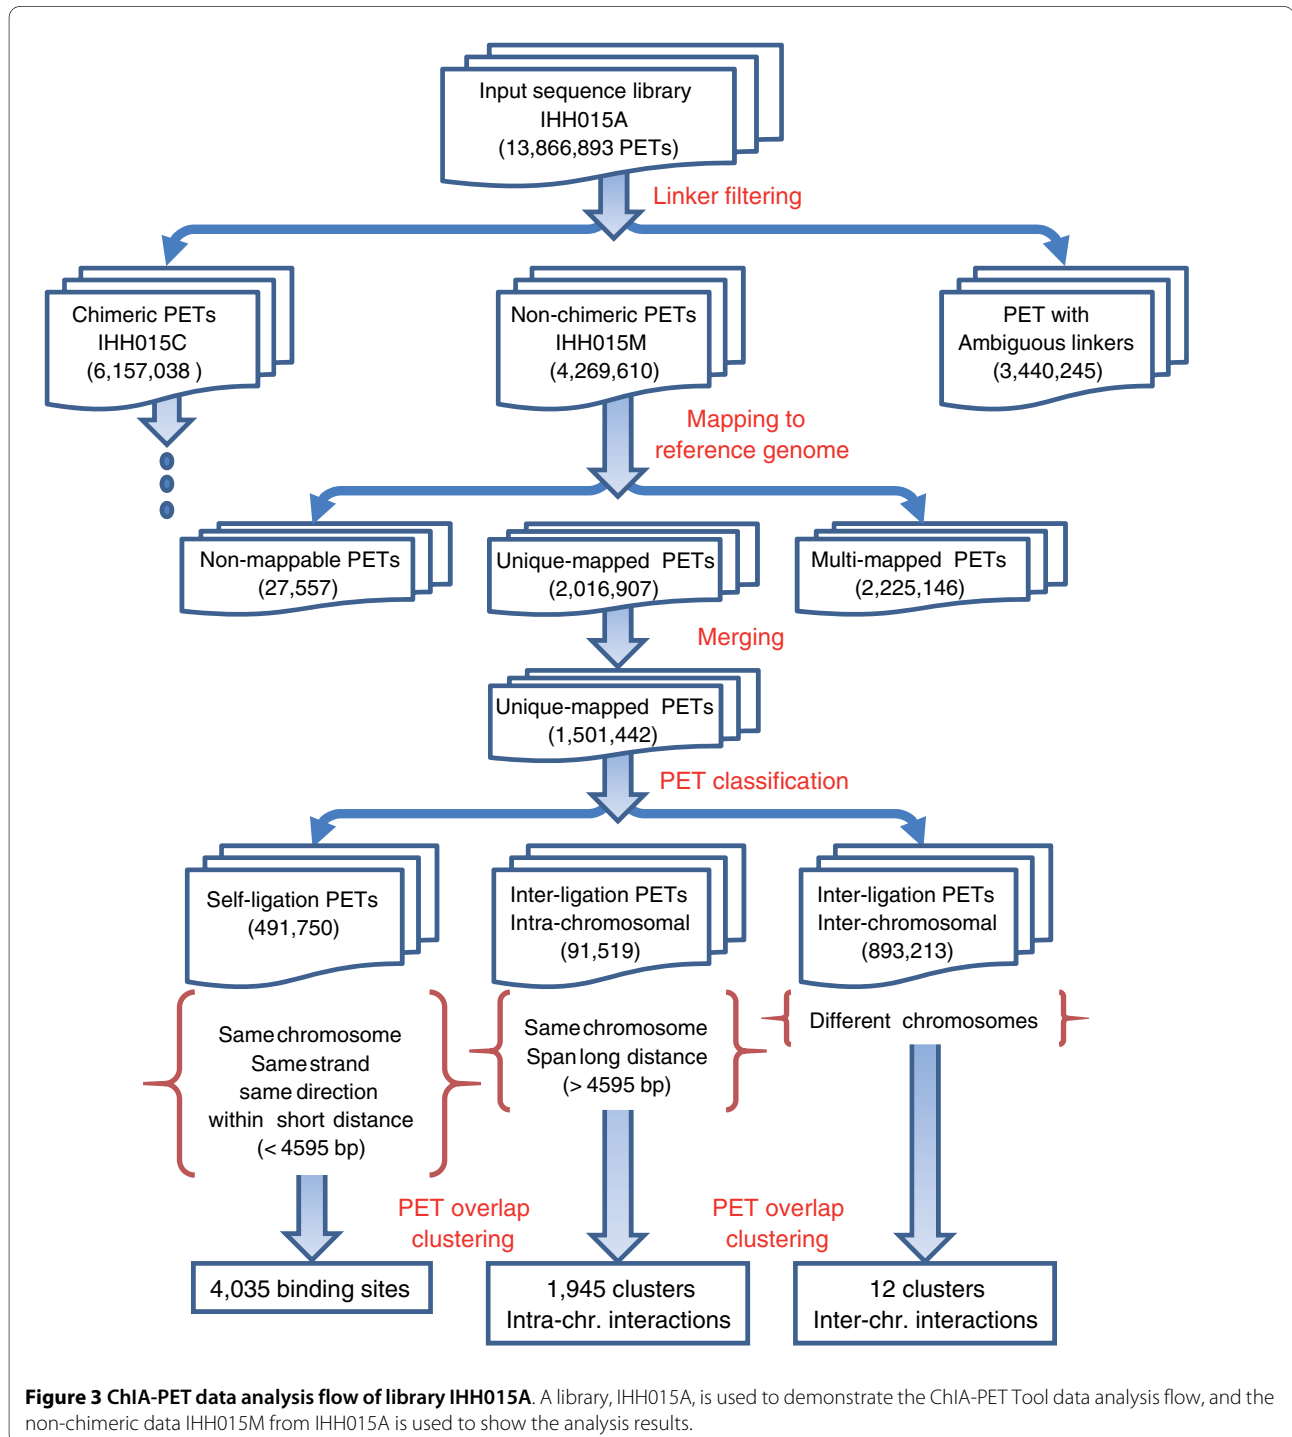 Input sequence library
IHH015A
(13,866,893 PETs)
Linker filtering
Chimeric PETs
IHH015C
(6,157,038 )
Non-chimeric PETs
IHH015M
(4,269,610)
PET with
Ambiguous linkers
(3,440,245)
Mapping to
reference genome
Non-mappable PETs
(27,557)
Unique-mapped PETs
(2,016,907)
Multi-mapped PETs
(2,225,146)
Merging
Unique-mapped PETs
(1,501,442)
PET classification
Self-ligation PETs
(491,750)
Inter-ligation PETs
Intra-chromosomal
(91,519)
Inter-ligation PETs
Inter-chromosomal
(893,213)
Same chromosome
Same strand
same direction
within short distance
(< 4595 bp)
Same chromosome
Span long distance
(> 4595 bp)
Different chromosomes
PET overlap
clustering
PET overlap
clustering
4,035 binding sites
1,945 clusters
Intra-chr. interactions
12 clusters
Inter-chr. interactions
Figure 3 ChIA-PET data analysis flow of library IHH015A. A library, IHH015A, is used to demonstrate the ChIA-PET Tool data analysis flow, and the
non-chimeric data IHH015M from IHH015A is used to show the analysis results.